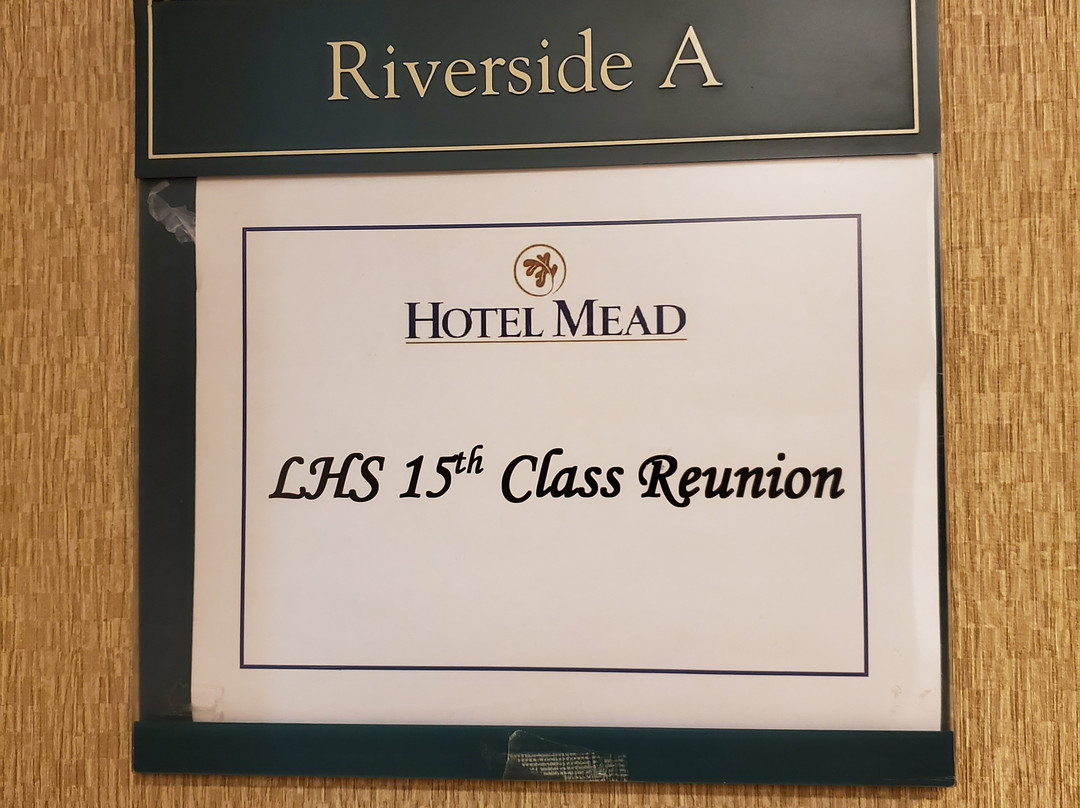 Riverside A
HOTEL MEAD
LHS 15th Class Reunion